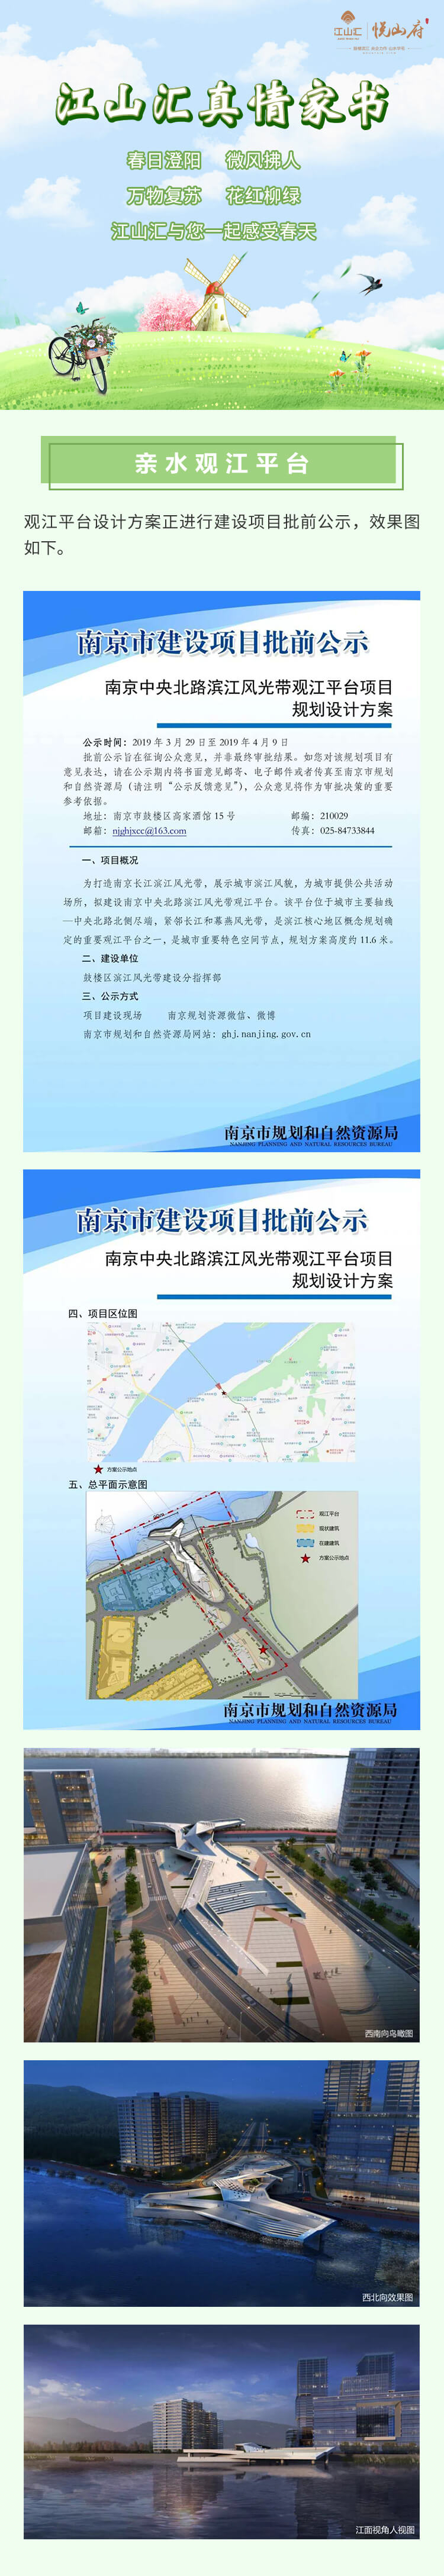 江山汇
悦山府
江山汇真情家书
春日澄阳 微风拂人
万物复苏 花红柳绿
江山汇与您一起感受春天
亲水观江平台
观江平台设计方案正进行建设项目批前公示，效果图
如下。
南京市建设项目批前公示
南京中央北路滨江风光带观江平台项目
规划设计方案
公示时间：2019 年 3 月 29 日至 2019 年 4 月 9 日
批前公示旨在征询公众意见，并非最终审批结果。如您对该规划项目有
意见表达，请在公示期内将书面意见邮寄、电子邮件或者传真至南京市规划
和自然资源局（请注明“公示反馈意见”），公众意见将作为审批决策的重要
参考依据。
地址：南京市鼓楼区高家酒馆 15 号 邮编：210029
邮箱：njghjxcc@163.com 传真：025-84733844
一、项目概况
为打造南京长江滨江风光带，展示城市滨江风貌，为城市提供公共活动
场所，拟建设南京中央北路滨江风光带观江平台。该平台位于城市主要轴线
—中央北路北侧尽端，紧邻长江和幕燕风光带，是滨江核心地区概念规划确
定的重要观江平台之一，是城市重要特色空间节点，规划方案高度约 11.6 米。
二、建设单位
鼓楼区滨江风光带建设分指挥部
三、公示方式
项目建设现场 南京规划资源微信、微博
南京市规划和自然资源局网站：ghj.nanjing.gov.cn
南京市规划和自然资源局
NANJING PLANNING AND NATURAL RESOURCES BUREAU
南京市建设项目批前公示
南京中央北路滨江风光带观江平台项目
规划设计方案
四、项目区位图
方案公示地点
五、总平面示意图
观江平台
现状建筑
在建建筑
方案公示地点
南京市规划和自然资源局
NANJING PLANNING AND NATURAL RESOURCES BUREAU
西南向鸟瞰图
西北向效果图
江面视角人视图